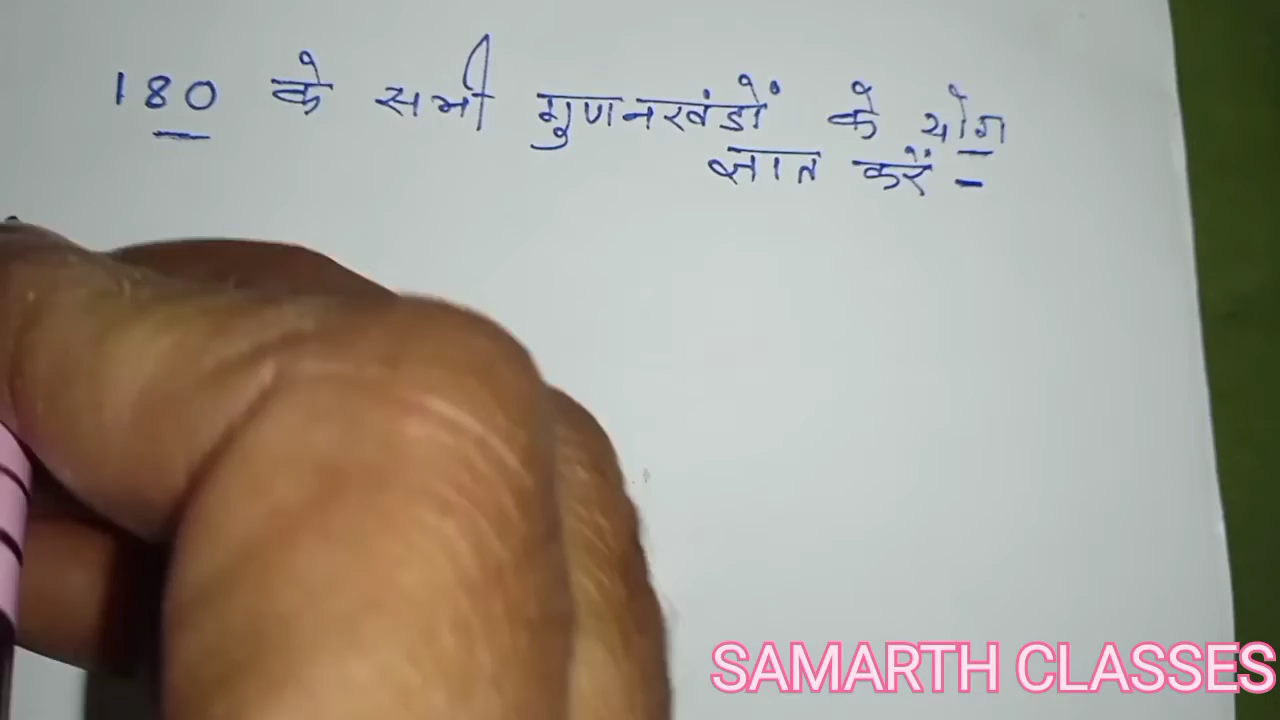 180 के सभी गुणनखंडों के योग
ज्ञात करें -
SAMARTH CLASSES